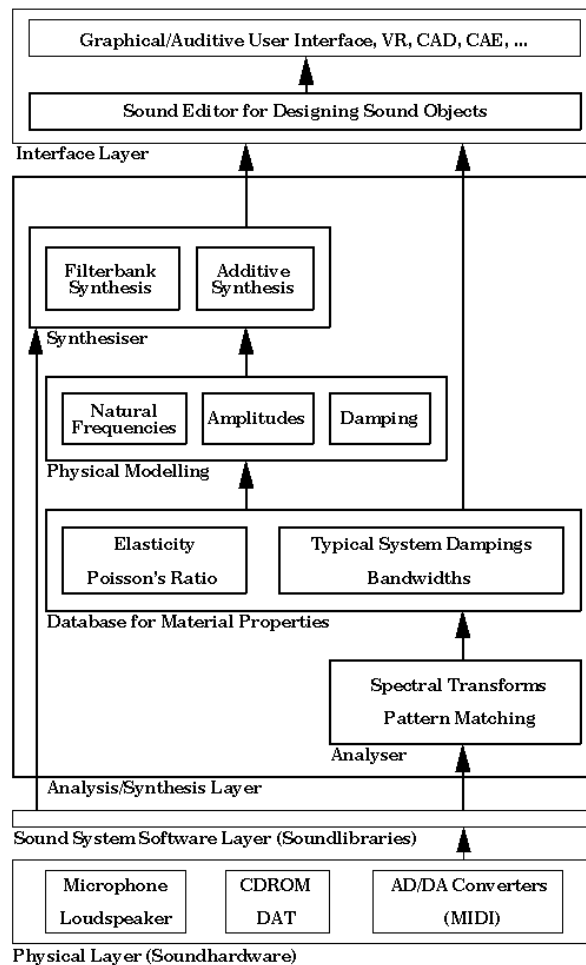 Graphical/Auditive User Interface, VR, CAD, CAE, ...
Sound Editor for Designing Sound Objects
Interface Layer
Filterbank
Synthesis
Additive
Synthesis
Synthesiser
Natural
Frequencies
Amplitudes
Damping
Physical Modelling
Elasticity
Poisson's Ratio
Typical System Dampings
Bandwidths
Database for Material Properties
Spectral Transforms
Pattern Matching
Analyser
Analysis/Synthesis Layer
Sound System Software Layer (Soundlibraries)
Microphone
Loudspeaker
CDROM
DAT
AD/DA Converters
(MIDI)
Physical Layer (Soundhardware)